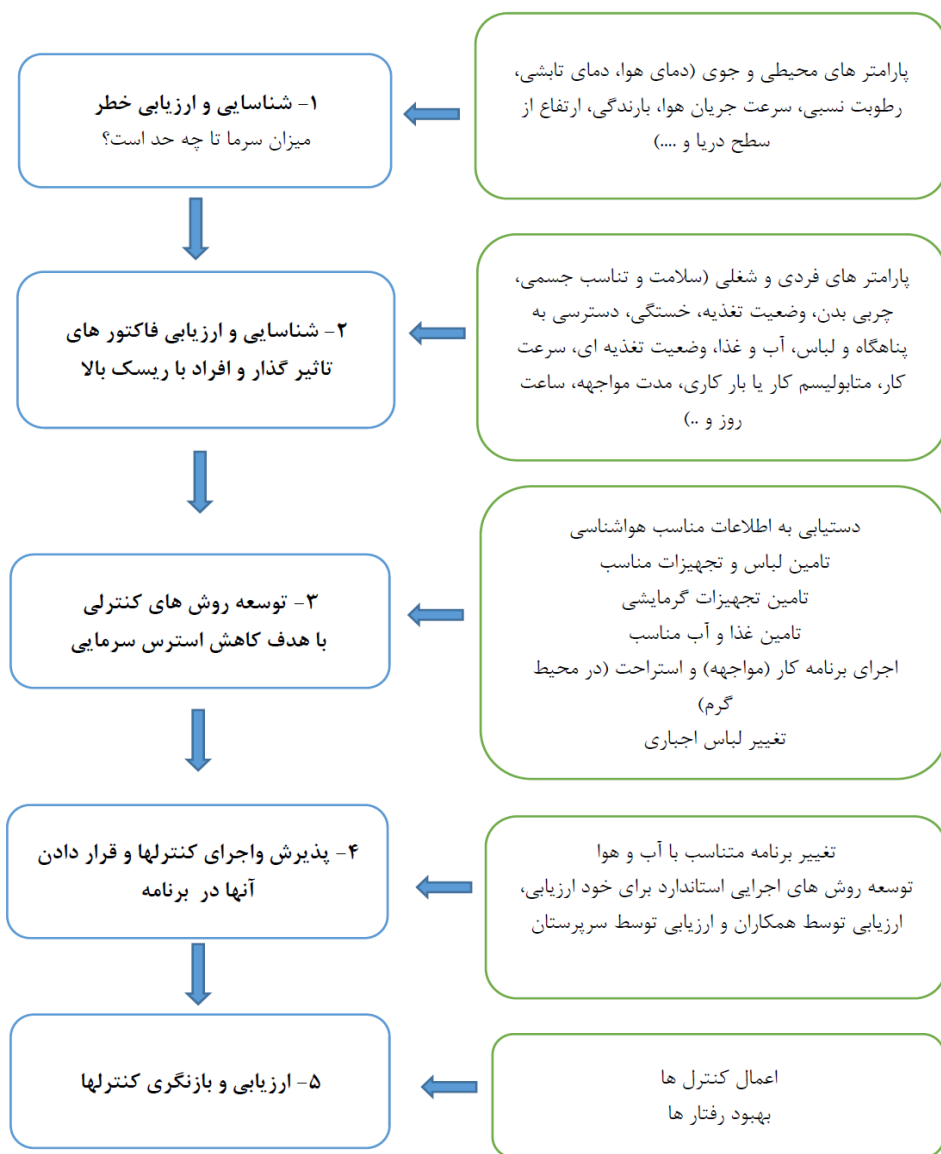 ۱- شناسایی و ارزیابی خطر
میزان سرما تا چه حد است؟
پارامتر های محیطی و جوی (دمای هوا، دمای تابشی،
رطوبت نسبی، سرعت جریان هوا، بارندگی، ارتفاع از
سطح دریا و ....)
۲- شناسایی و ارزیابی فاکتور های
تاثیر گذار و افراد با ریسک بالا
پارامتر های فردی و شغلی (سلامت و تناسب جسمی،
چربی بدن، وضعیت تغذیه، خستگی، دسترسی به
پناهگاه و لباس، آب و غذا، وضعیت تغذیه ای، سرعت
کار، متابولیسم کار یا بار کاری، مدت مواجهه، ساعت
روز و ..)
۳- توسعه روش های کنترلی
با هدف کاهش استرس سرمایی
دستیابی به اطلاعات مناسب هواشناسی
تامین لباس و تجهیزات مناسب
تامین تجهیزات گرمایشی
تامین غذا و آب مناسب
اجرای برنامه کار (مواجهه) و استراحت (در محیط
گرم)
تغییر لباس اجباری
۴- پذیرش واجرای کنترلها و قرار دادن
آنها در برنامه
تغییر برنامه متناسب با آب و هوا
توسعه روش های اجرایی استاندارد برای خود ارزیابی،
ارزیابی توسط همکاران و ارزیابی توسط سرپرستان
۵- ارزیابی و بازنگری کنترلها
اعمال کنترل ها
بهبود رفتار ها